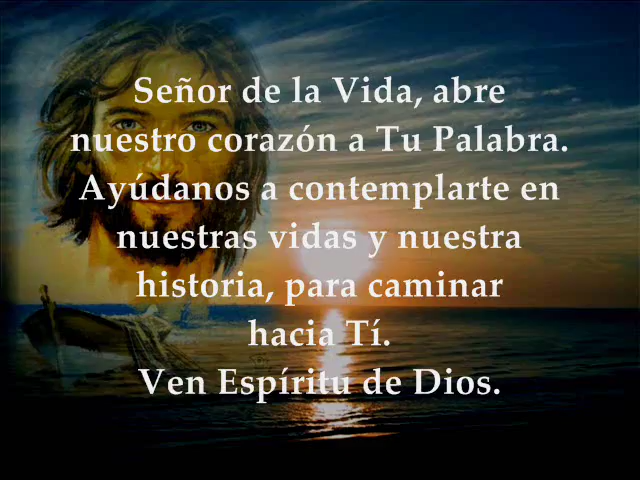 Señor de la Vida, abre
nuestro corazón a Tu Palabra.
Ayúdanos a contemplarte en
nuestras vidas y nuestra
historia, para caminar
hacia Tí.
Ven Espíritu de Dios.